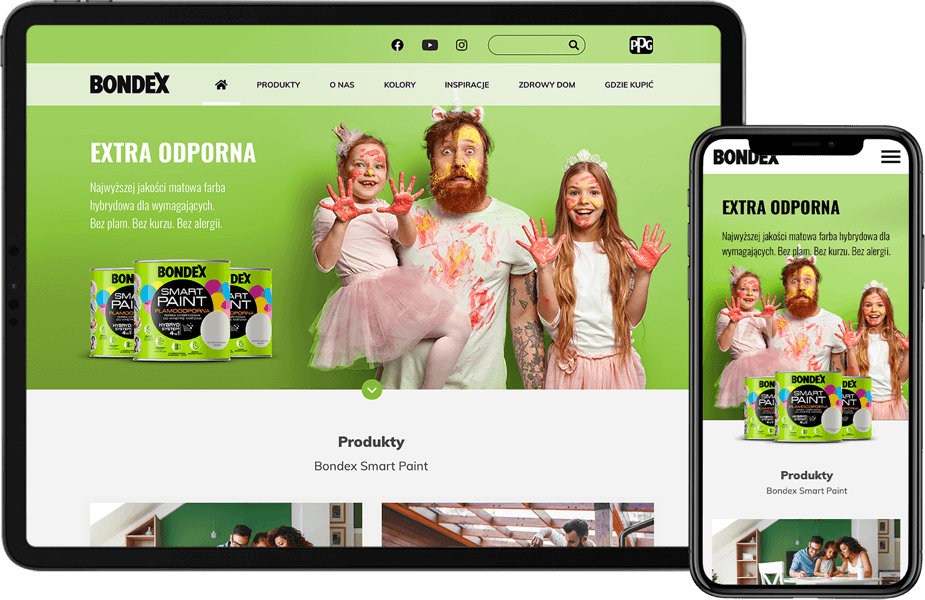 PPG
BONDEX
PRODUKTY
O NAS
KOLORY
INSPIRACJE
ZDROWY DOM
GDZIE KUPIĆ
EXTRA ODPORNA
Najwyższej jakości matowa farba
hybrydowa dla wymagających.
Bez plam. Bez kurzu. Bez alergii.
BONDEX
SMART
PAINT
PLAMOODPORNA
HYBRYD
SYSTEM
4 in 1
Produkty
Bondex Smart Paint
BONDEX
EXTRA ODPORNA
Najwyższej jakości matowa farba hybrydowa dla
wymagających. Bez plam. Bez kurzu. Bez alergii.
BONDEX
SMART
PAINT
PLAMOODPORNA
Produkty
Bondex Smart Paint